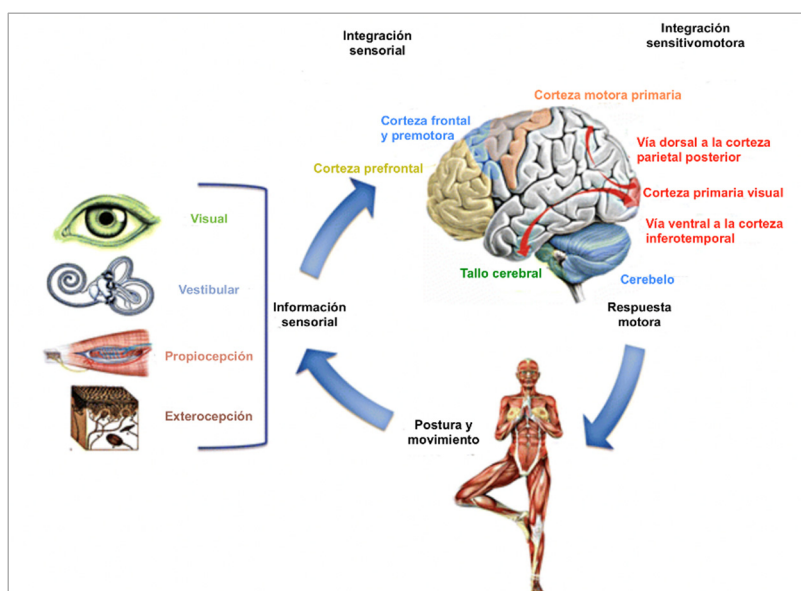 Integración
sensorial
Integración
sensitivomotora
Corteza motora primaria
Corteza frontal
y premotora
Corteza prefrontal
Vía dorsal a la corteza
parietal posterior
Corteza primaria visual
Vía ventral a la corteza
inferotemporal
Tallo cerebral
Cerebelo
Visual
Vestibular
Propiocepción
Exterocepción
Información
sensorial
Respuesta
motora
Postura y
movimiento